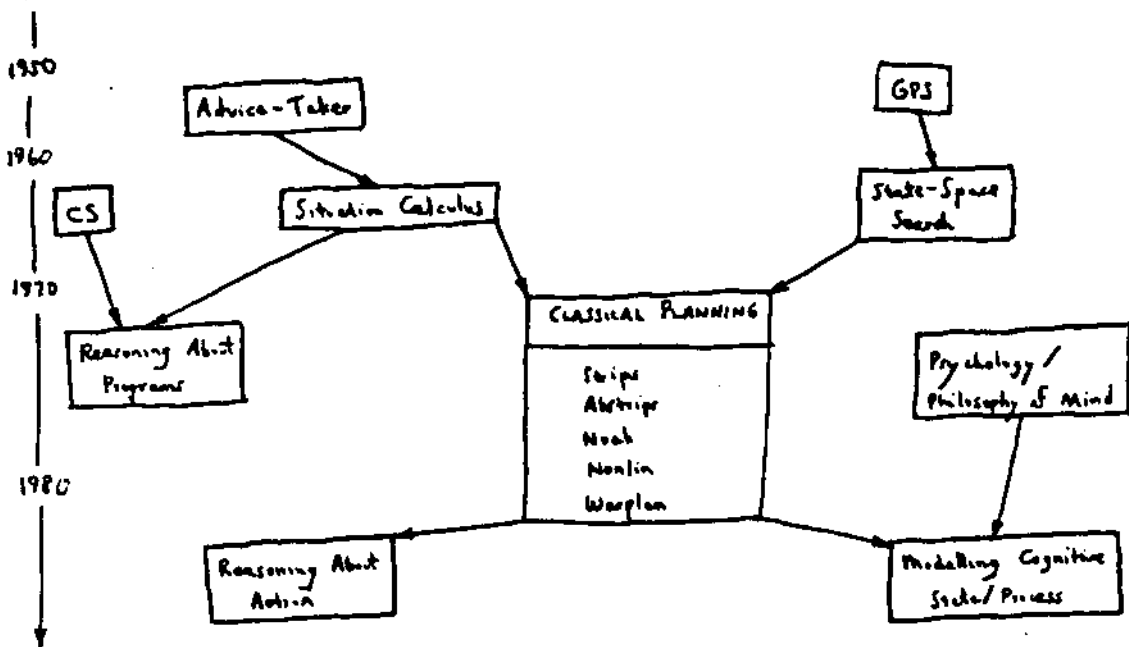 1950
GPS
Advice-Taker
1960
State-Space
Search
CS
Situation Calculus
1970
CLASSICAL PLANNING
Reasoning About
Programs
Psychology /
Philosophy of Mind
Strips
Abstrips
Noah
Nonlin
Warplan
1980
Reasoning About
Action
Modelling Cognitive
State/Process